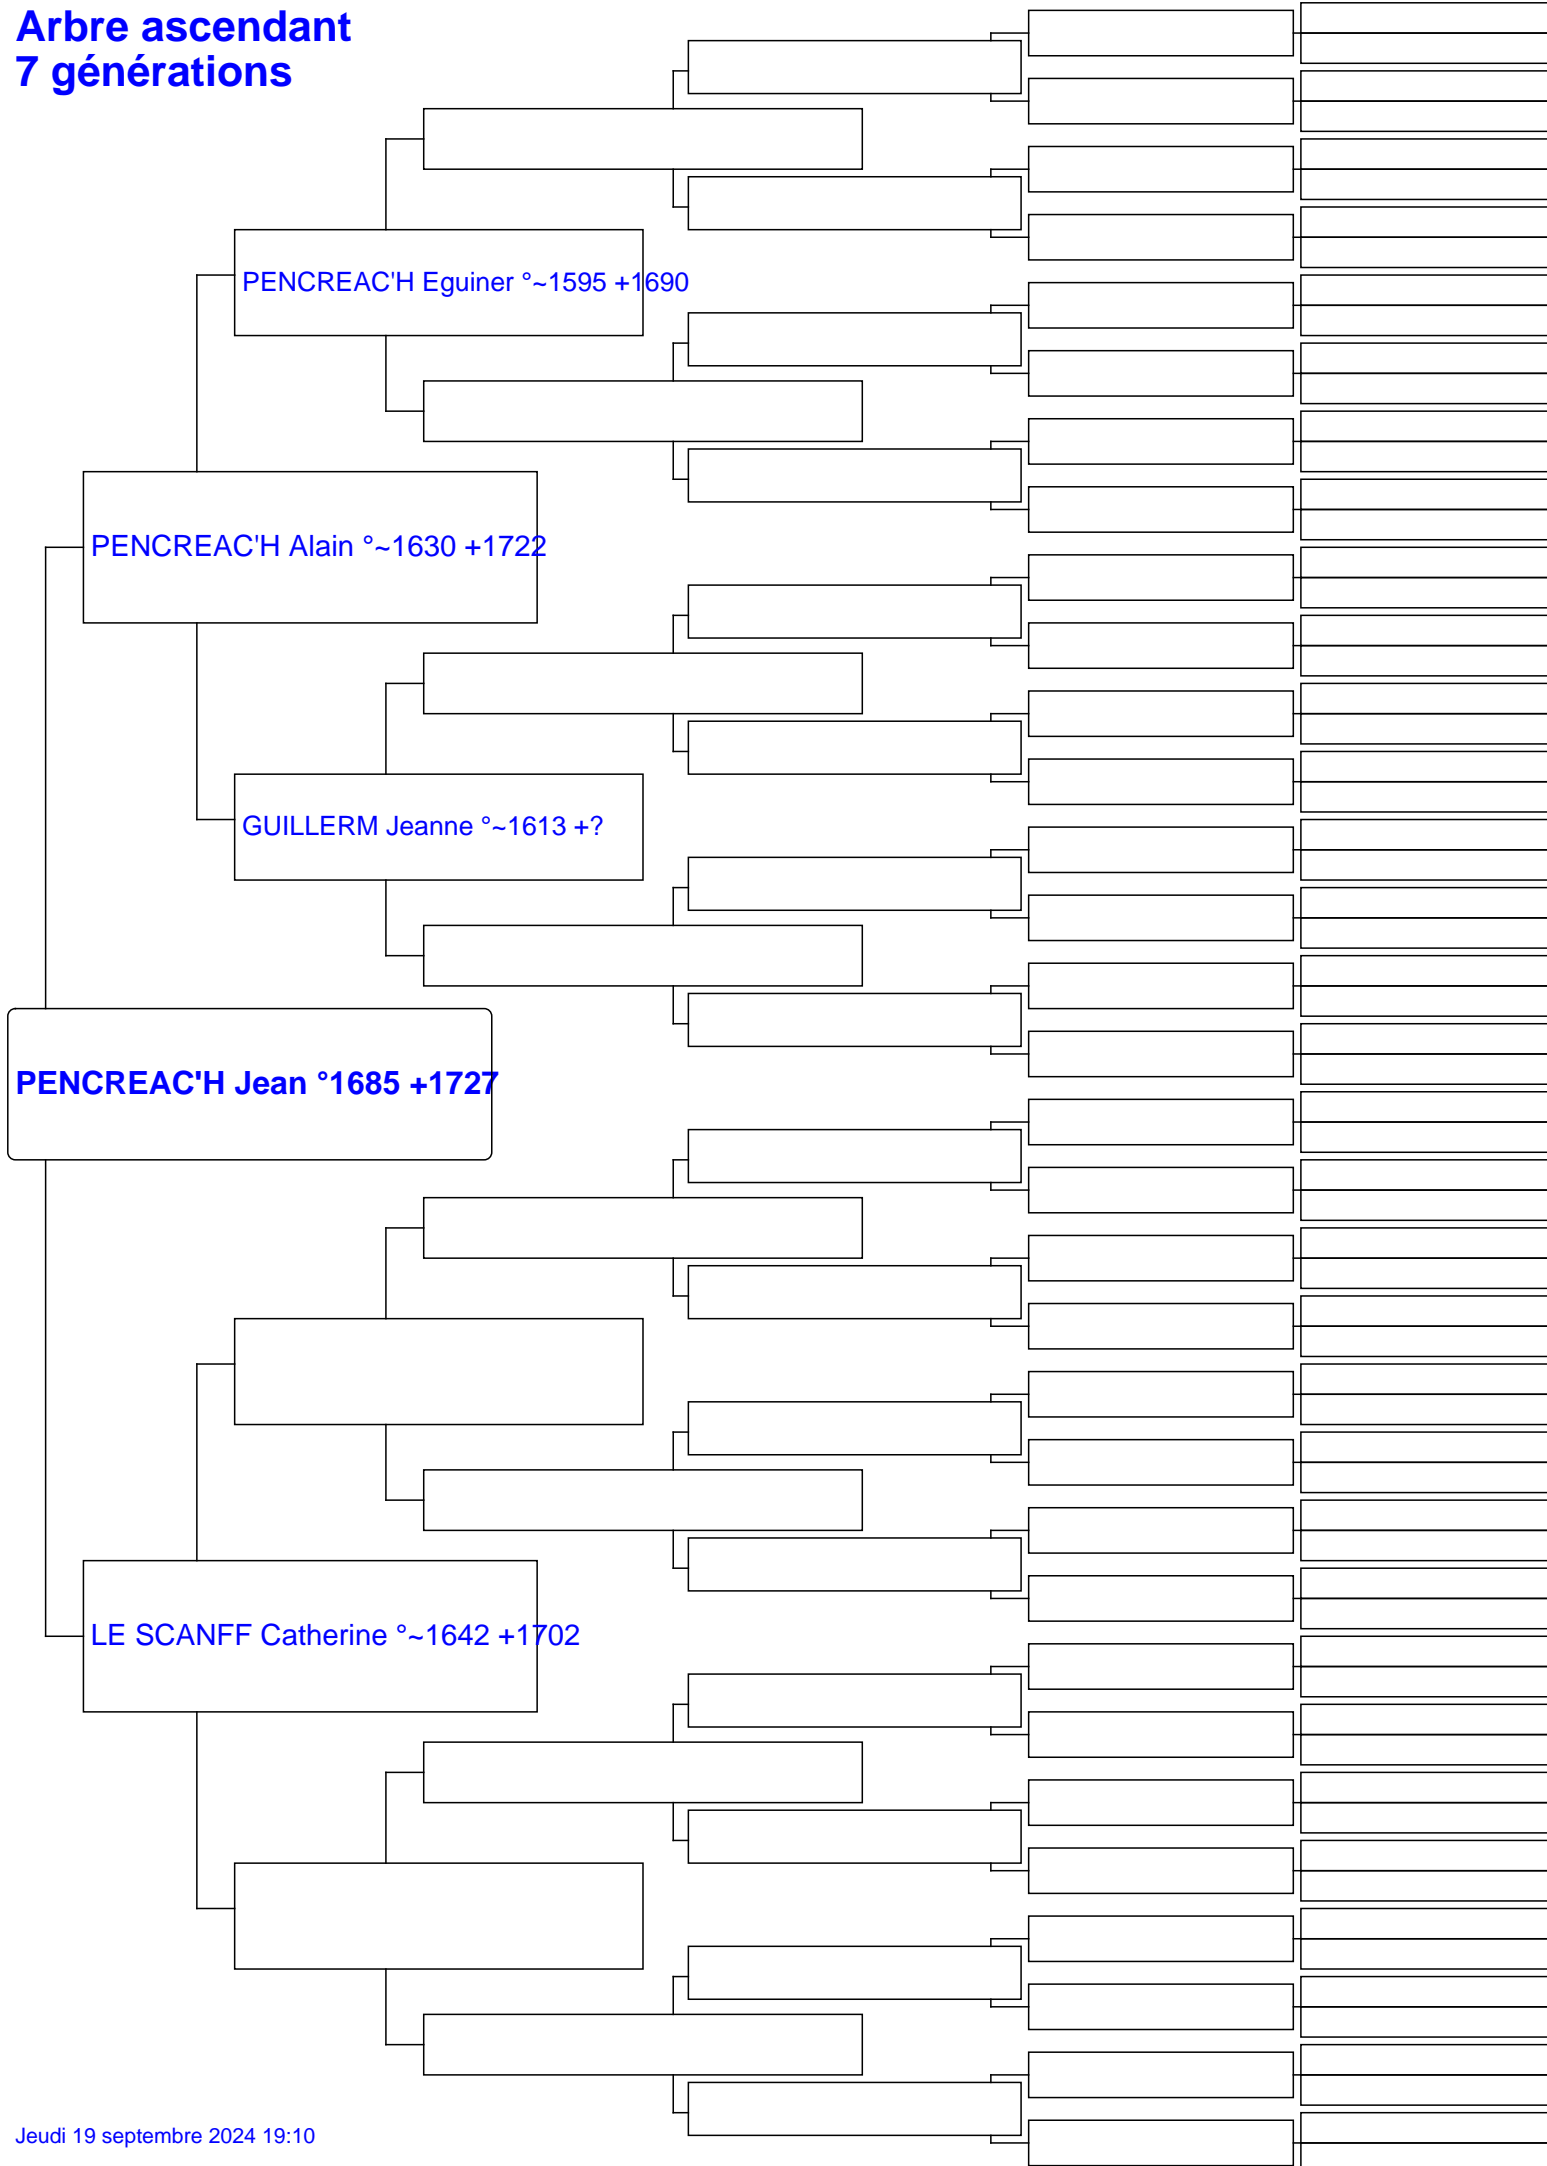 Arbre ascendant
7 générations
PENCREAC'H Eguiner °~1595 +1690
PENCREAC'H Alain °~1630 +1722
GUILLERM Jeanne °~1613 +?
PENCREAC'H Jean °1685 +1727
LE SCANFF Catherine °~1642 +1702
Jeudi 19 septembre 2024 19:10